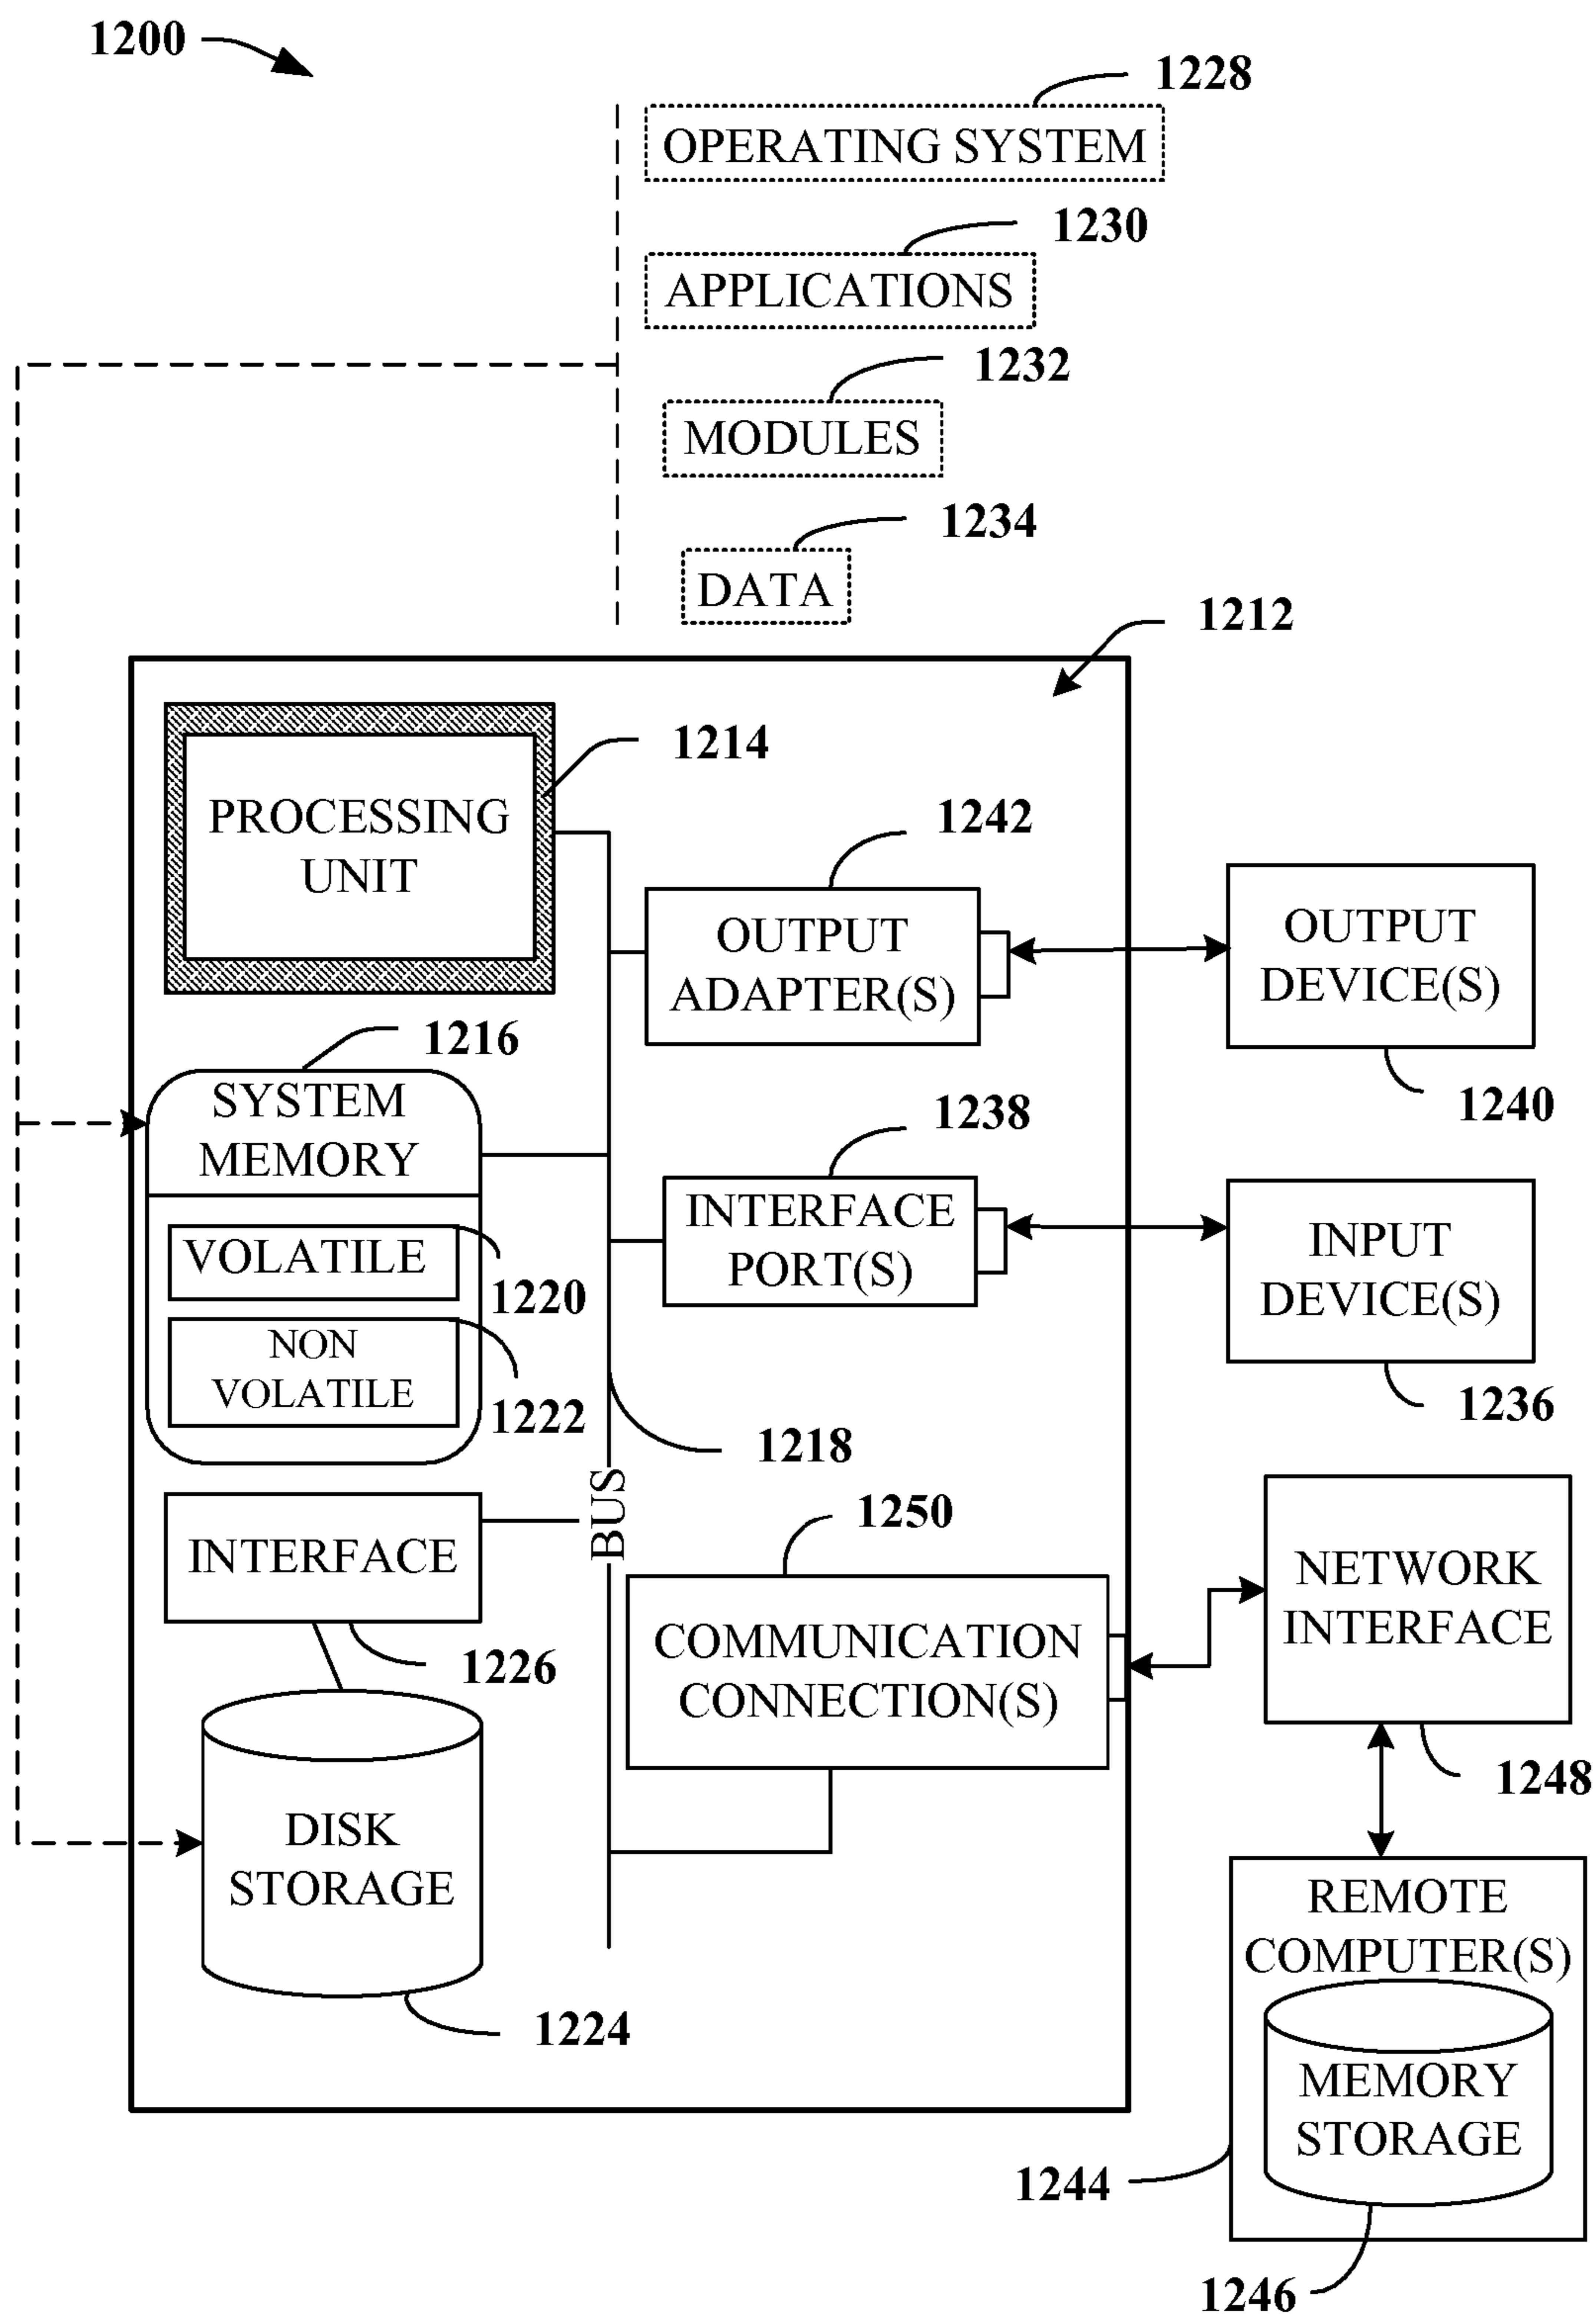 1200
1228
OPERATING SYSTEM
1230
APPLICATIONS
1232
MODULES
1234
DATA
1212
1214
PROCESSING
UNIT
1242
OUTPUT
ADAPTER(S)
OUTPUT
DEVICE(S)
1240
1216
SYSTEM
MEMORY
1238
INTERFACE
PORT(S)
INPUT
DEVICE(S)
1236
VOLATILE
1220
NON
VOLATILE
1222
1218
BUS
INTERFACE
1226
1250
COMMUNICATION
CONNECTION(S)
NETWORK
INTERFACE
1248
DISK
STORAGE
1224
REMOTE
COMPUTER(S)
MEMORY
STORAGE
1244
1246